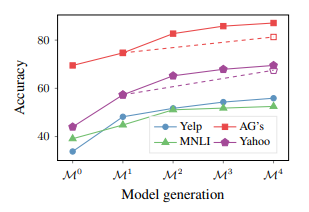 80
60
40
Accuracy
Yelp
AG's
MNLI
Yahoo
M⁰
M¹
M²
M³
M⁴
Model generation